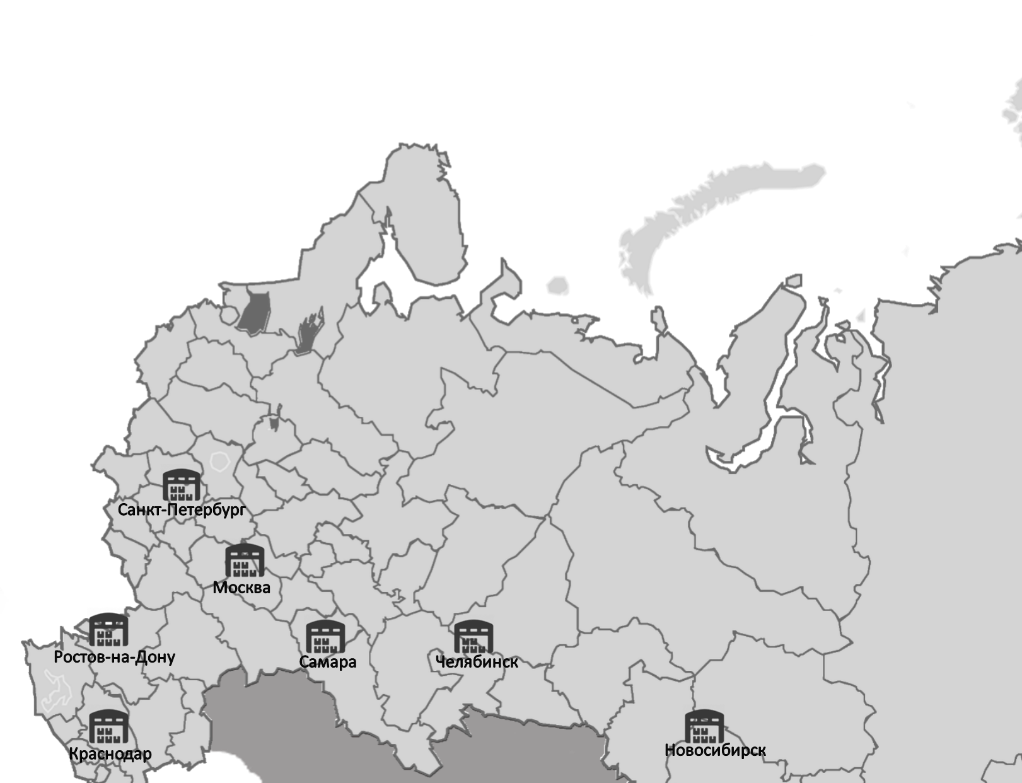 Санкт-Петербург
Москва
Ростов-на-Дону
Самара
Челябинск
Краснодар
Новосибирск